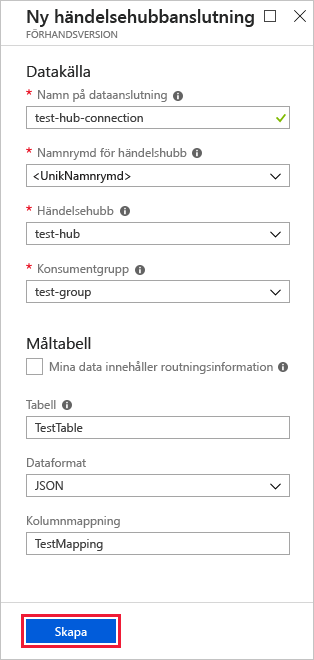 Ny händelsehubbanslutning
FÖRHANDSVERSION
Datakälla
* Namn på dataanslutning
test-hub-connection
* Namnrymd för händelshubb
<UnikNamnrymd>
* Händelsehubb
test-hub
* Konsumentgrupp
test-group
Måltabell
Mina data innehåller routningsinformation
Tabell
TestTable
Dataformat
JSON
Kolumnmappning
TestMapping
Skapa